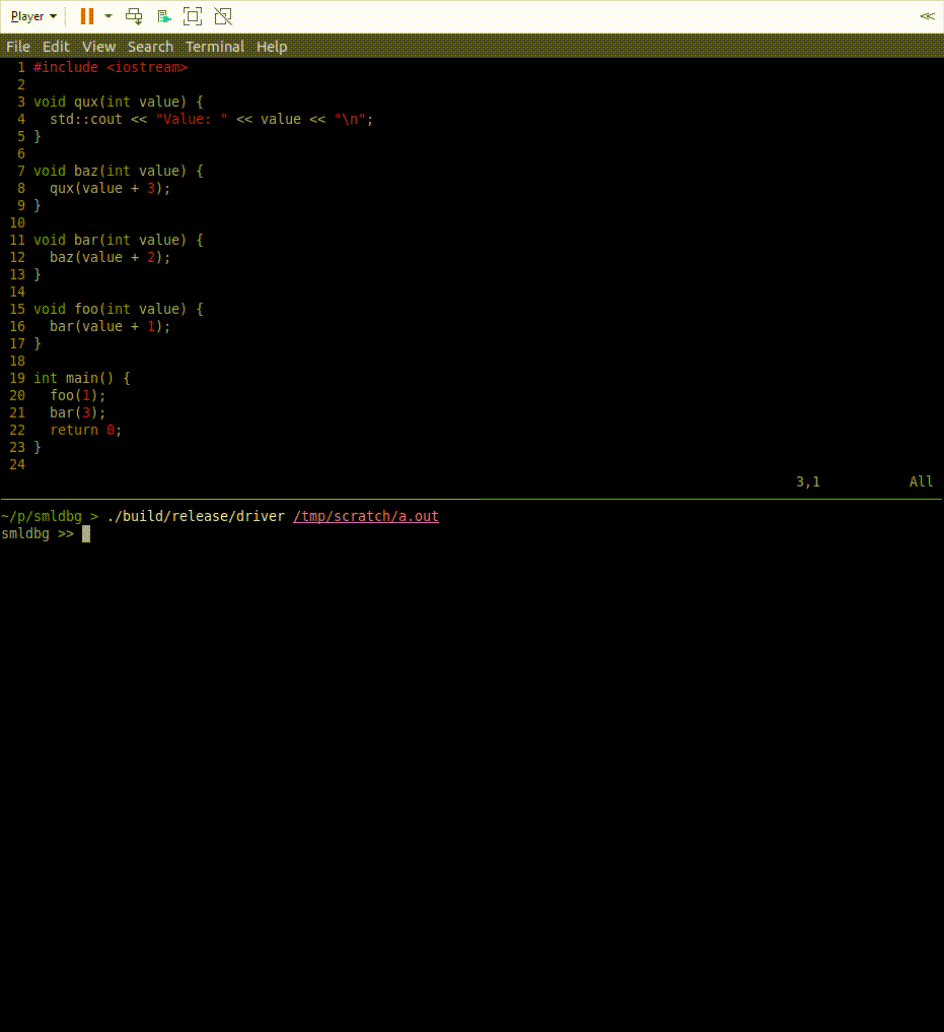 Player
File Edit View Search Terminal Help
1 #include <iostream>
2
3 void qux(int value) {
4   std::cout << "Value: " << value << "\n";
5 }
6
7 void baz(int value) {
8   qux(value + 3);
9 }
10
11 void bar(int value) {
12   baz(value + 2);
13 }
14
15 void foo(int value) {
16   bar(value + 1);
17 }
18
19 int main() {
20   foo(1);
21   bar(3);
22   return 0;
23 }
24
3,1 All
~/p/smldbg > ./build/release/driver /tmp/scratch/a.out
smldbg >>